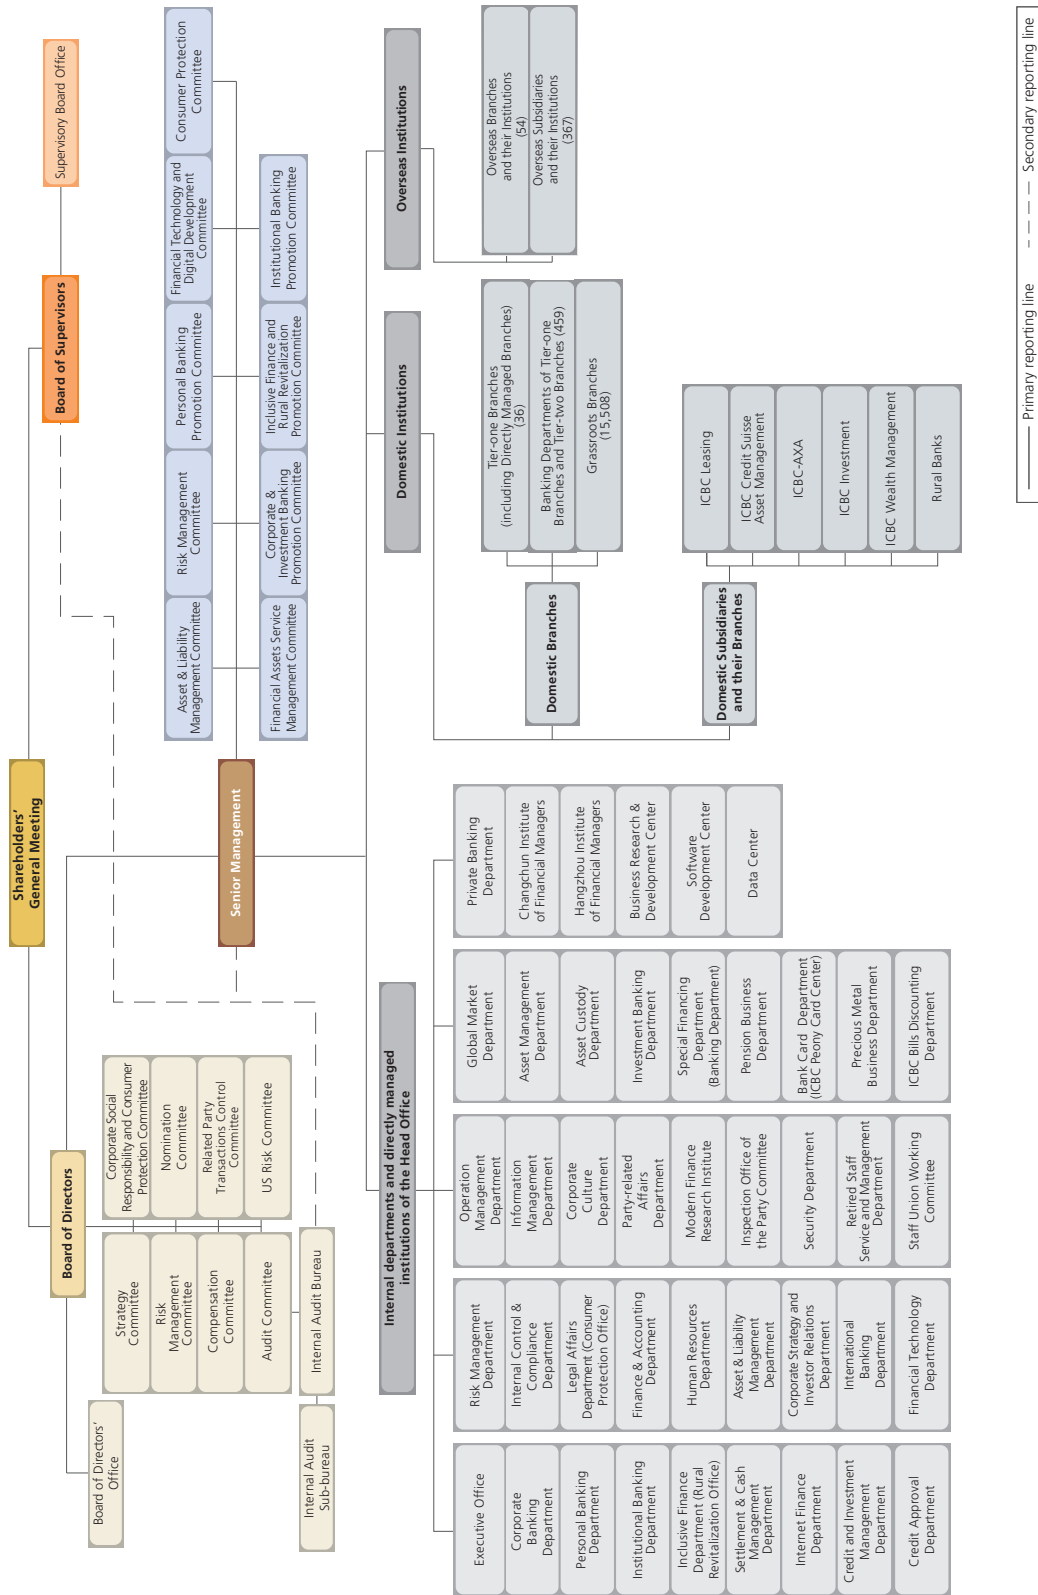 Shareholders'
General Meeting
Board of Directors
Board of Supervisors
Supervisory Board Office
Board of Directors'
Office
Strategy
Committee
Corporate Social
Responsibility and Consumer
Protection Committee
Risk
Management
Committee
Nomination
Committee
Compensation
Committee
Related Party
Transactions Control
Committee
Audit Committee
US Risk Committee
Internal Audit
Sub-bureau
Internal Audit Bureau
Senior Management
Asset & Liability
Management Committee
Risk Management
Committee
Personal Banking
Promotion Committee
Financial Technology and
Digital Development
Committee
Consumer Protection
Committee
Financial Assets Service
Management Committee
Corporate &
Investment Banking
Promotion Committee
Inclusive Finance and
Rural Revitalization
Promotion Committee
Institutional Banking
Promotion Committee
Internal departments and directly managed
institutions of the Head Office
Domestic Institutions
Overseas Institutions
Executive Office
Corporate
Banking
Department
Personal Banking
Department
Institutional Banking
Department
Inclusive Finance
Department (Rural
Revitalization Office)
Settlement & Cash
Management
Department
Internet Finance
Department
Credit and Investment
Management
Department
Credit Approval
Department
Risk Management
Department
Internal Control &
Compliance
Department
Legal Affairs
Department (Consumer
Protection Office)
Finance & Accounting
Department
Human Resources
Department
Asset & Liability
Management
Department
Corporate Strategy and
Investor Relations
Department
International
Banking
Department
Financial Technology
Department
Operation
Management
Department
Information
Management
Department
Corporate
Culture
Department
Party-related
Affairs
Department
Modern Finance
Research Institute
Inspection Office of
the Party Committee
Security Department
Retired Staff
Service and Management
Department
Staff Union Working
Committee
Global Market
Department
Asset Management
Department
Asset Custody
Department
Investment Banking
Department
Special Financing
Department
(Banking Department)
Pension Business
Department
Bank Card Department
(ICBC Peony Card Center)
Precious Metal
Business Department
ICBC Bills Discounting
Department
Private Banking
Department
Changchun Institute
of Financial Managers
Hangzhou Institute
of Financial Managers
Business Research &
Development Center
Software
Development Center
Data Center
Domestic Branches
Tier-one Branches
(including Directly Managed Branches)
(36)
Banking Departments of Tier-one
Branches and Tier-two Branches (459)
Grassroots Branches
(15,508)
Domestic Subsidiaries
and their Branches
ICBC Leasing
ICBC Credit Suisse
Asset Management
ICBC-AXA
ICBC Investment
ICBC Wealth Management
Rural Banks
Overseas Branches
and their Institutions
(54)
Overseas Subsidiaries
and their Institutions
(367)
Primary reporting line
Secondary reporting line